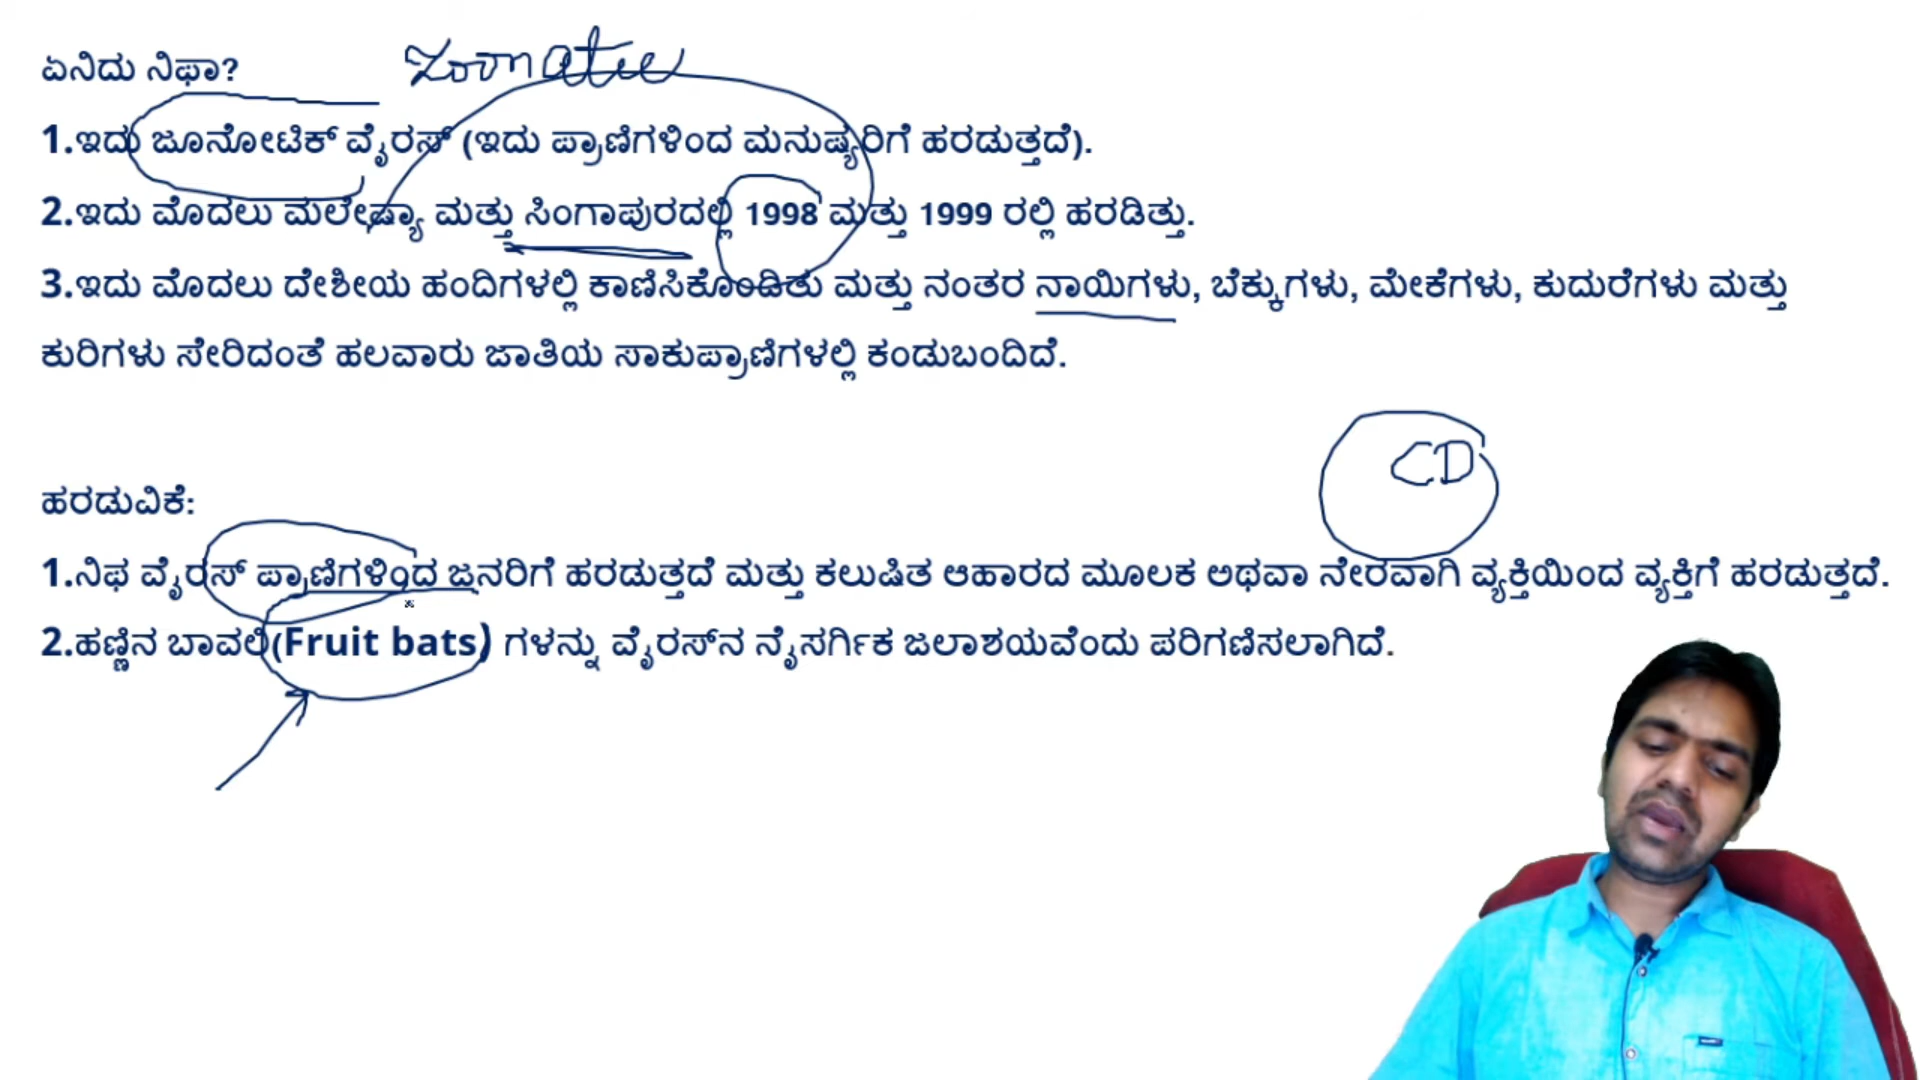 ಏನಿದು ನಿಫಾ? Zoonatic
1.ಇದು ಜೂನೋಟಿಕ್ ವೈರಸ್ (ಇದು ಪ್ರಾಣಿಗಳಿಂದ ಮನುಷ್ಯರಿಗೆ ಹರಡುತ್ತದೆ).
2.ಇದು ಮೊದಲು ಮಲೇಷ್ಯಾ ಮತ್ತು ಸಿಂಗಾಪುರದಲ್ಲಿ 1998 ಮತ್ತು 1999 ರಲ್ಲಿ ಹರಡಿತ್ತು.
3.ಇದು ಮೊದಲು ದೇಶೀಯ ಹಂದಿಗಳಲ್ಲಿ ಕಾಣಿಸಿಕೊಂಡಿತು ಮತ್ತು ನಂತರ ನಾಯಿಗಳು, ಬೆಕ್ಕುಗಳು, ಮೇಕೆಗಳು, ಕುದುರೆಗಳು ಮತ್ತು
ಕುರಿಗಳು ಸೇರಿದಂತೆ ಹಲವಾರು ಜಾತಿಯ ಸಾಕುಪ್ರಾಣಿಗಳಲ್ಲಿ ಕಂಡುಬಂದಿದೆ.
CD
ಹರಡುವಿಕೆ:
1.ನಿಫ ವೈರಸ್ ಪ್ರಾಣಿಗಳಿಂದ ಜನರಿಗೆ ಹರಡುತ್ತದೆ ಮತ್ತು ಕಲುಷಿತ ಆಹಾರದ ಮೂಲಕ ಅಥವಾ ನೇರವಾಗಿ ವ್ಯಕ್ತಿಯಿಂದ ವ್ಯಕ್ತಿಗೆ ಹರಡುತ್ತದೆ.
2.ಹಣ್ಣಿನ ಬಾವಲಿ(Fruit bats) ಗಳನ್ನು ವೈರಸ್‌ನ ನೈಸರ್ಗಿಕ ಜಲಾಶಯವೆಂದು ಪರಿಗಣಿಸಲಾಗಿದೆ.